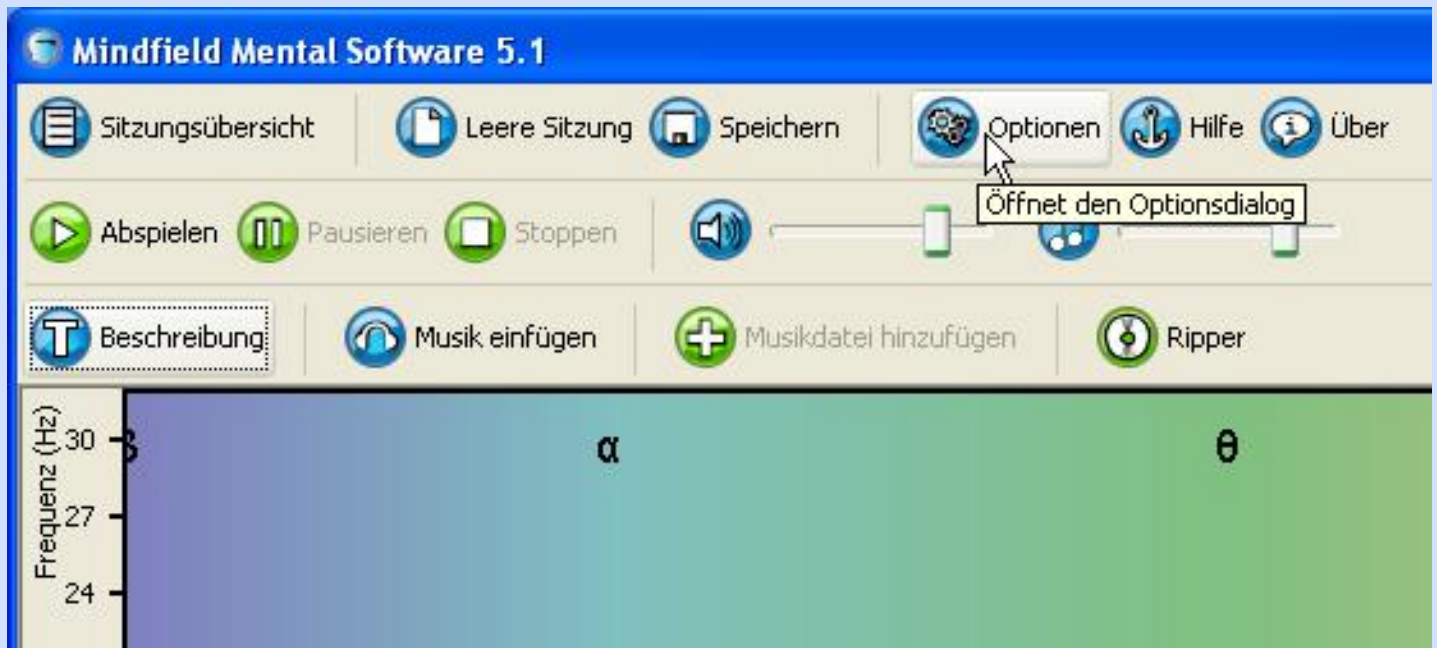 Mindfield Mental Software 5.1
Sitzungsübersicht Leere Sitzung Speichern Optionen Hilfe Über
Öffnet den Optionsdialog
Abspielen Pausieren Stoppen
Beschreibung Musik einfügen Musikdatei hinzufügen Ripper
Frequenz (Hz)
30 β α θ
27
24